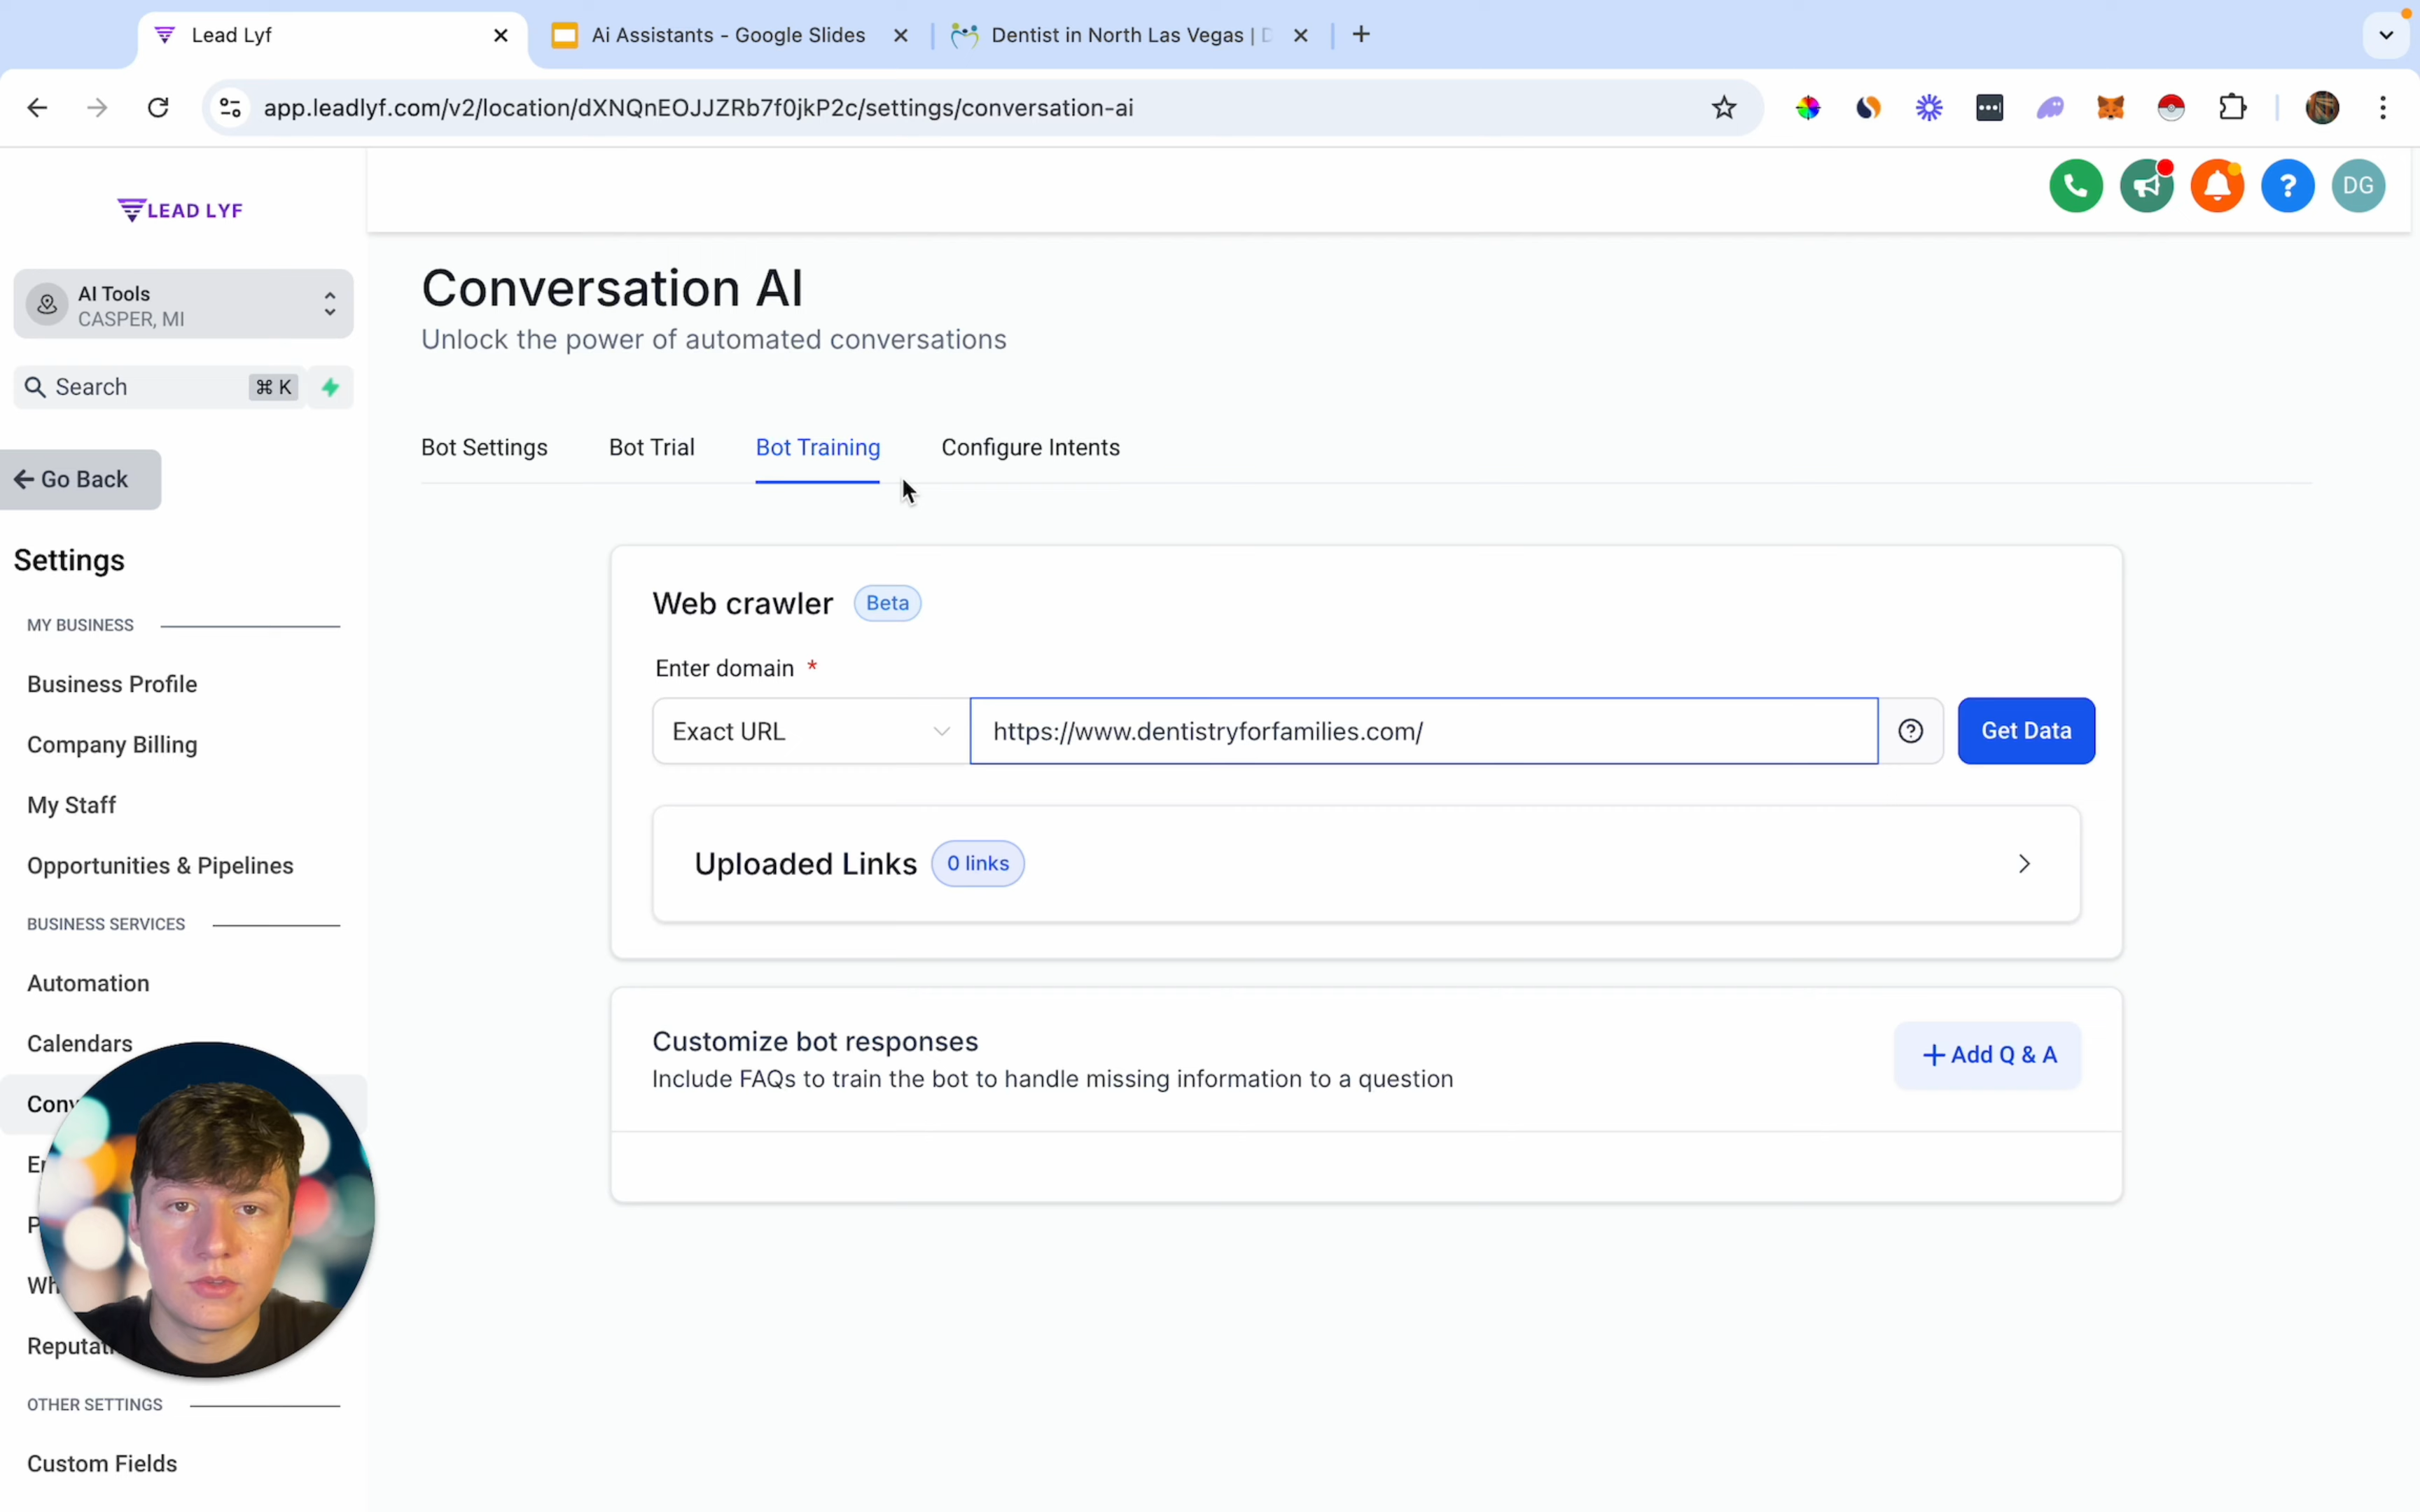 Lead Lyf
Ai Assistants - Google Slides
Dentist in North Las Vegas |
app.leadlyf.com/v2/location/dXNQnEOJJZRb7f0jkP2c/settings/conversation-ai
LEAD LYF
DG
AI Tools
CASPER, MI
Search
⌘ K
Go Back
Settings
MY BUSINESS
Business Profile
Company Billing
My Staff
Opportunities & Pipelines
BUSINESS SERVICES
Automation
Calendars
Conv
Reputati
OTHER SETTINGS
Custom Fields
Conversation AI
Unlock the power of automated conversations
Bot Settings
Bot Trial
Bot Training
Configure Intents
Web crawler
Beta
Enter domain *
Exact URL
https://www.dentistryforfamilies.com/
Get Data
Uploaded Links
0 links
Customize bot responses
Include FAQs to train the bot to handle missing information to a question
+ Add Q & A